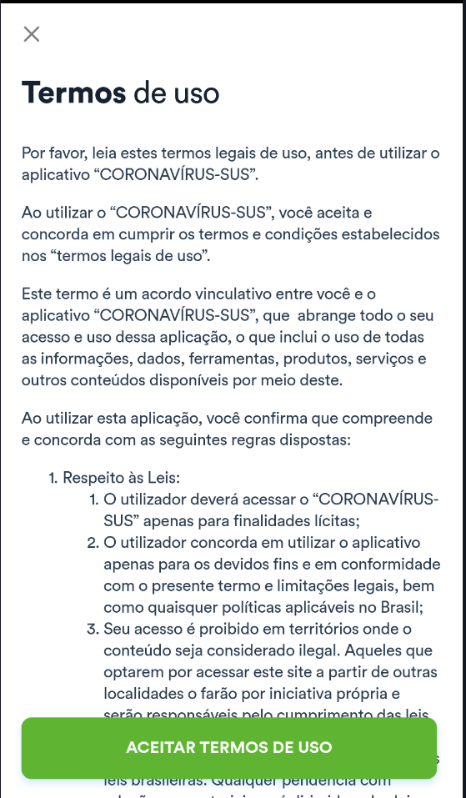 Termos de uso
Por favor, leia estes termos legais de uso, antes de utilizar o
aplicativo “CORONAVÍRUS-SUS”.
Ao utilizar o “CORONAVÍRUS-SUS”, você aceita e
concorda em cumprir os termos e condições estabelecidos
nos “termos legais de uso”.
Este termo é um acordo vinculativo entre você e o
aplicativo “CORONAVÍRUS-SUS”, que  abrange todo o seu
acesso e uso dessa aplicação, o que inclui o uso de todas
as informações, dados, ferramentas, produtos, serviços e
outros conteúdos disponíveis por meio deste.
Ao utilizar esta aplicação, você confirma que compreende
e concorda com as seguintes regras dispostas:
1. Respeito às Leis:
1. O utilizador deverá acessar o “CORONAVÍRUS-
SUS” apenas para finalidades lícitas;
2. O utilizador concorda em utilizar o aplicativo
apenas para os devidos fins e em conformidade
com o presente termo e limitações legais, bem
como quaisquer políticas aplicáveis no Brasil;
3. Seu acesso é proibido em territórios onde o
conteúdo seja considerado ilegal. Aqueles que
optarem por acessar este site a partir de outras
localidades o farão por iniciativa própria e
serão responsáveis pelo cumprimento das leis
ACEITAR TERMOS DE USO
leis brasileiras. Qualquer pendência com